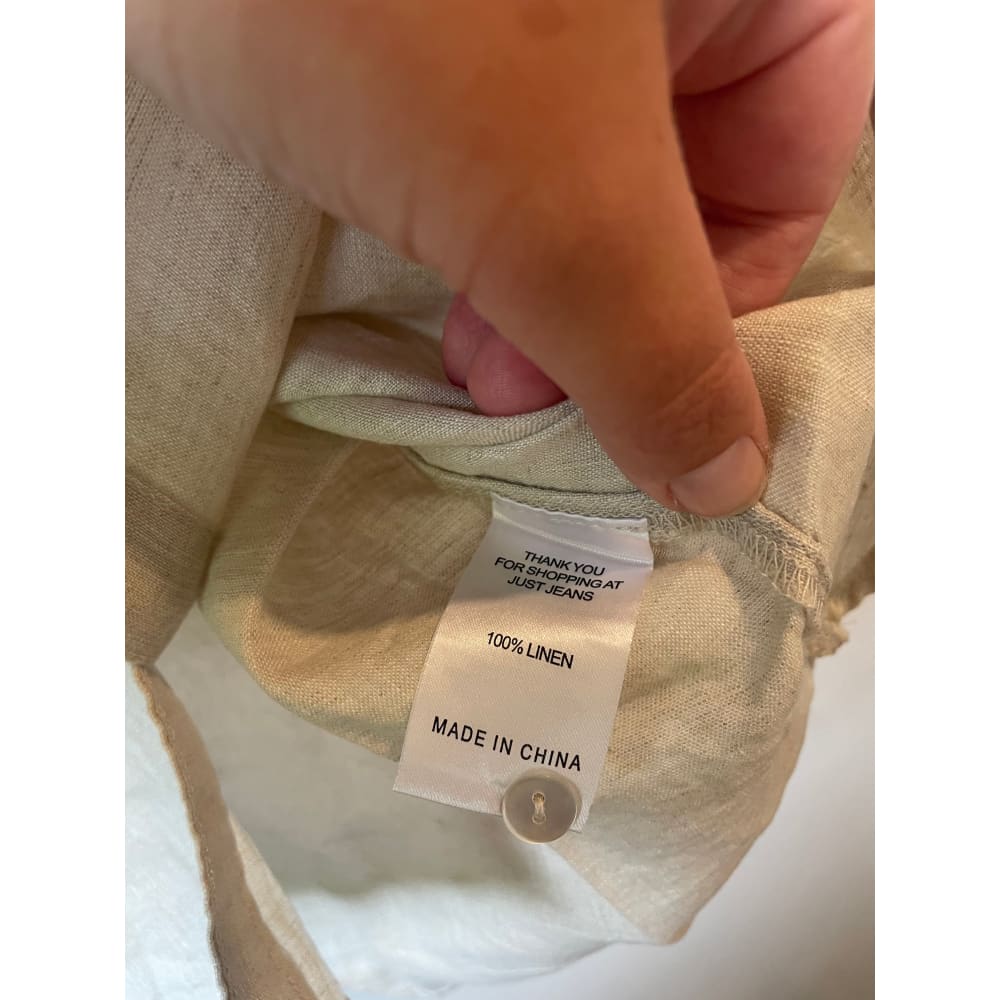 THANK YOU
FOR SHOPPING AT
JUST JEANS
100% LINEN
MADE IN CHINA